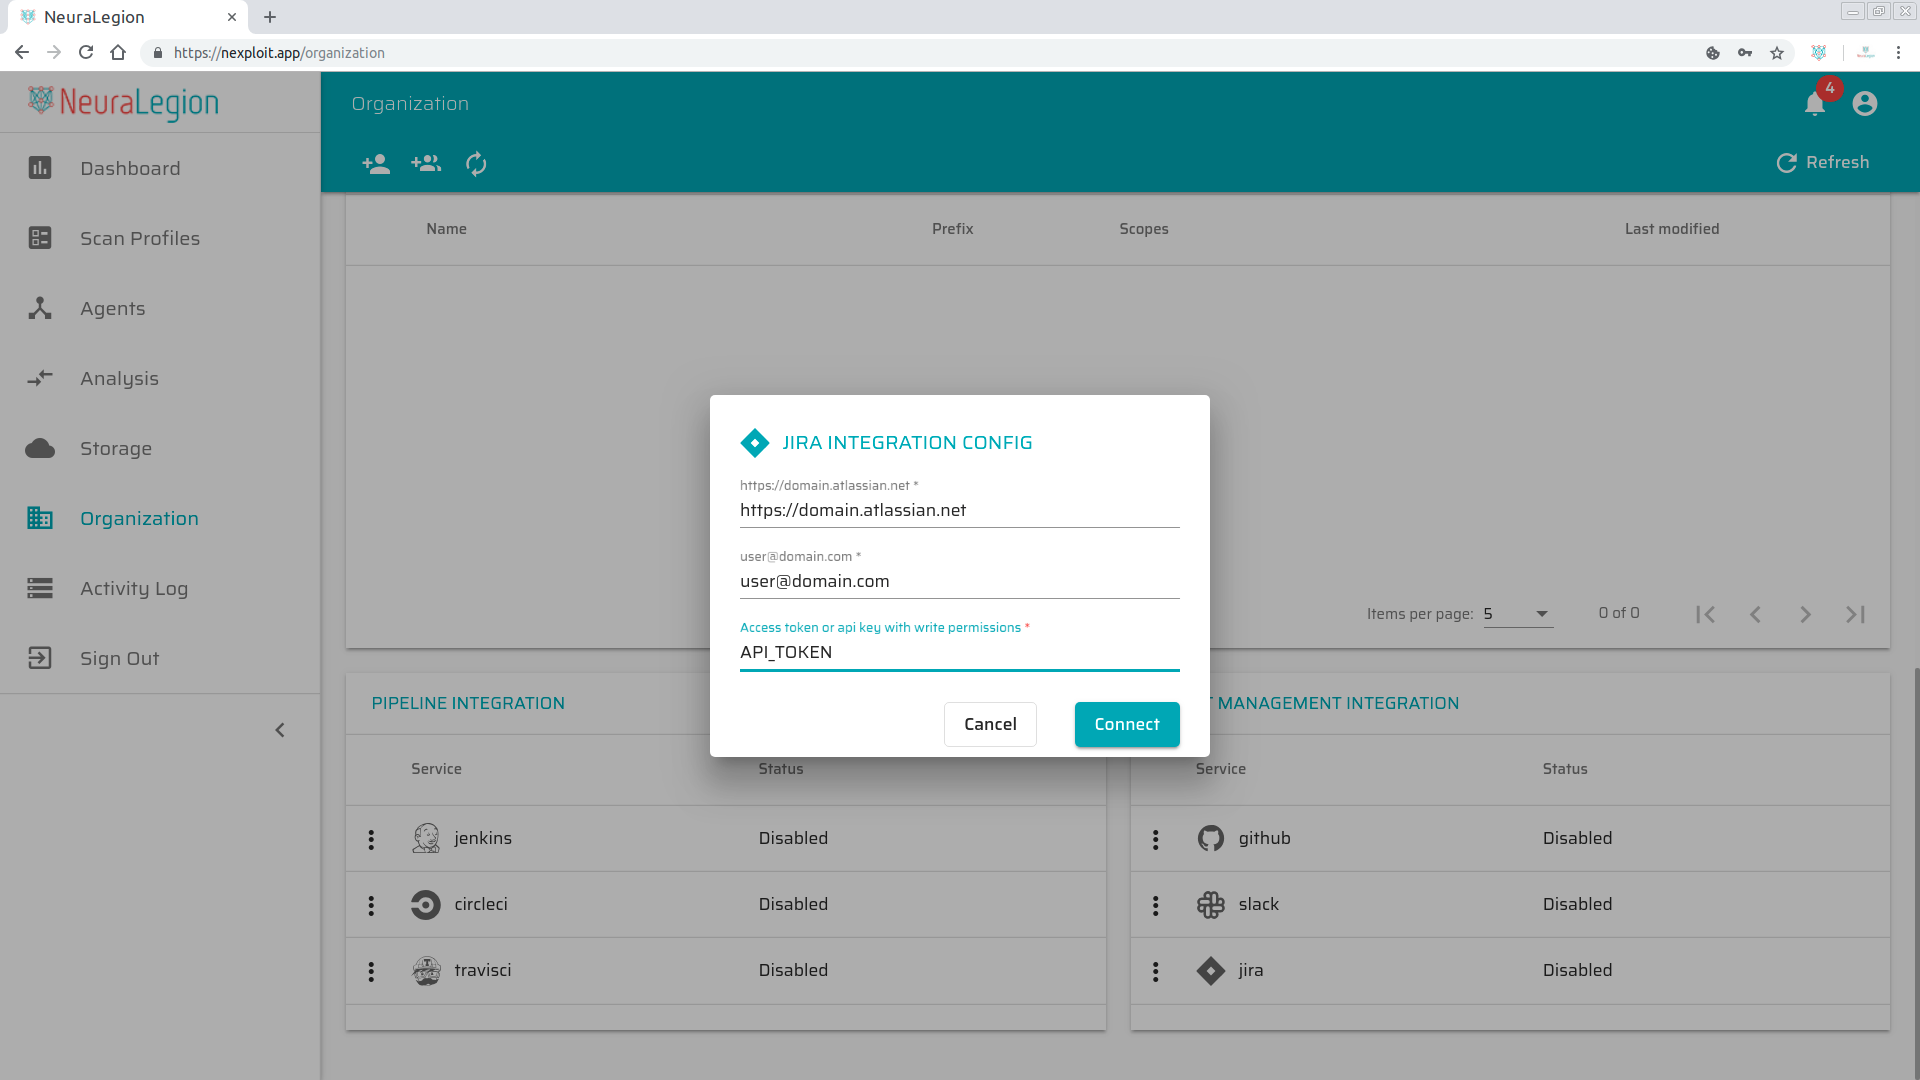 NeuraLegion
https://nexploit.app/organization
NeuraLegion
Organization
4
Refresh
Dashboard
Scan Profiles
Agents
Analysis
Storage
Organization
Activity Log
Sign Out
Name Prefix Scopes Last modified
Items per page: 5 0 of 0
JIRA INTEGRATION CONFIG
https://domain.atlassian.net *
https://domain.atlassian.net
user@domain.com *
user@domain.com
Access token or api key with write permissions *
API_TOKEN
Cancel Connect
PIPELINE INTEGRATION
Service Status
jenkins Disabled
circleci Disabled
travisci Disabled
MANAGEMENT INTEGRATION
Service Status
github Disabled
slack Disabled
jira Disabled